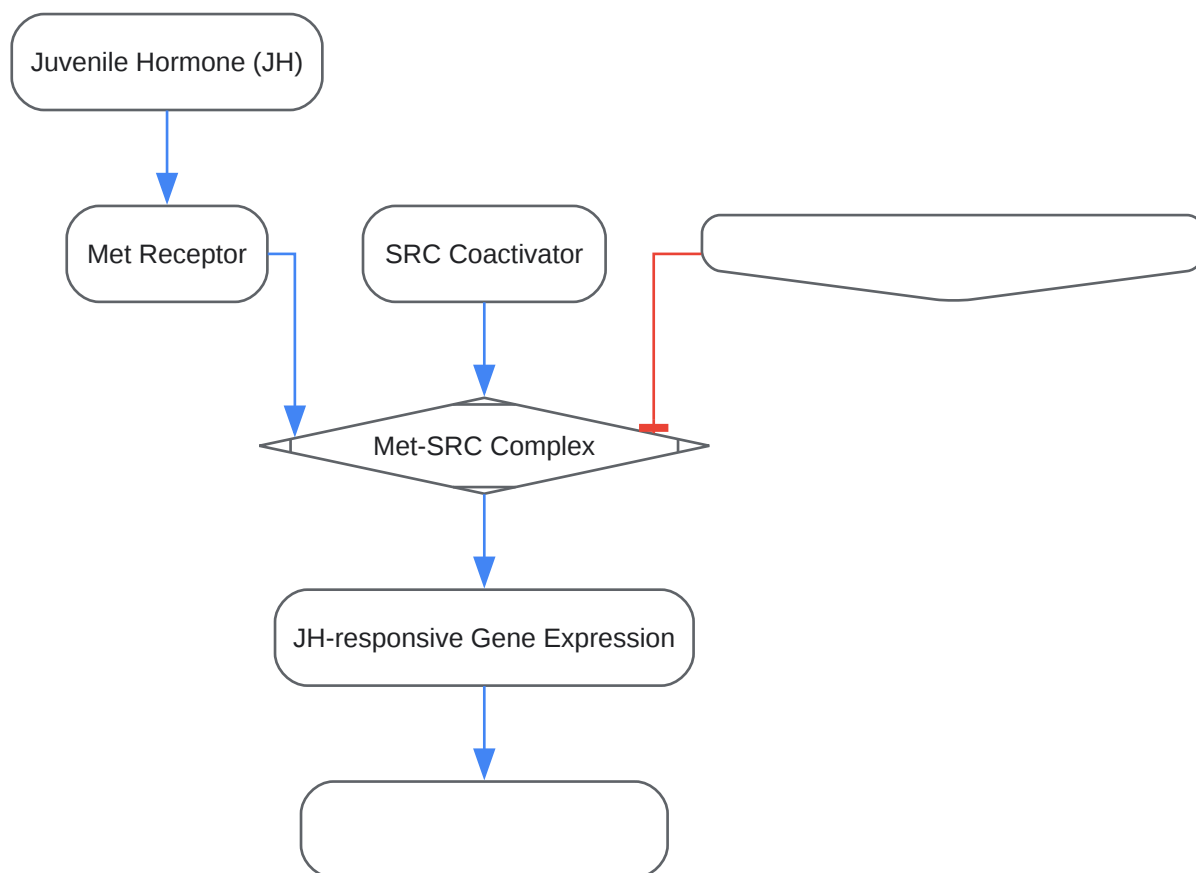 Juvenile Hormone (JH)
Met Receptor
SRC Coactivator
Met-SRC Complex
JH-responsive Gene Expression